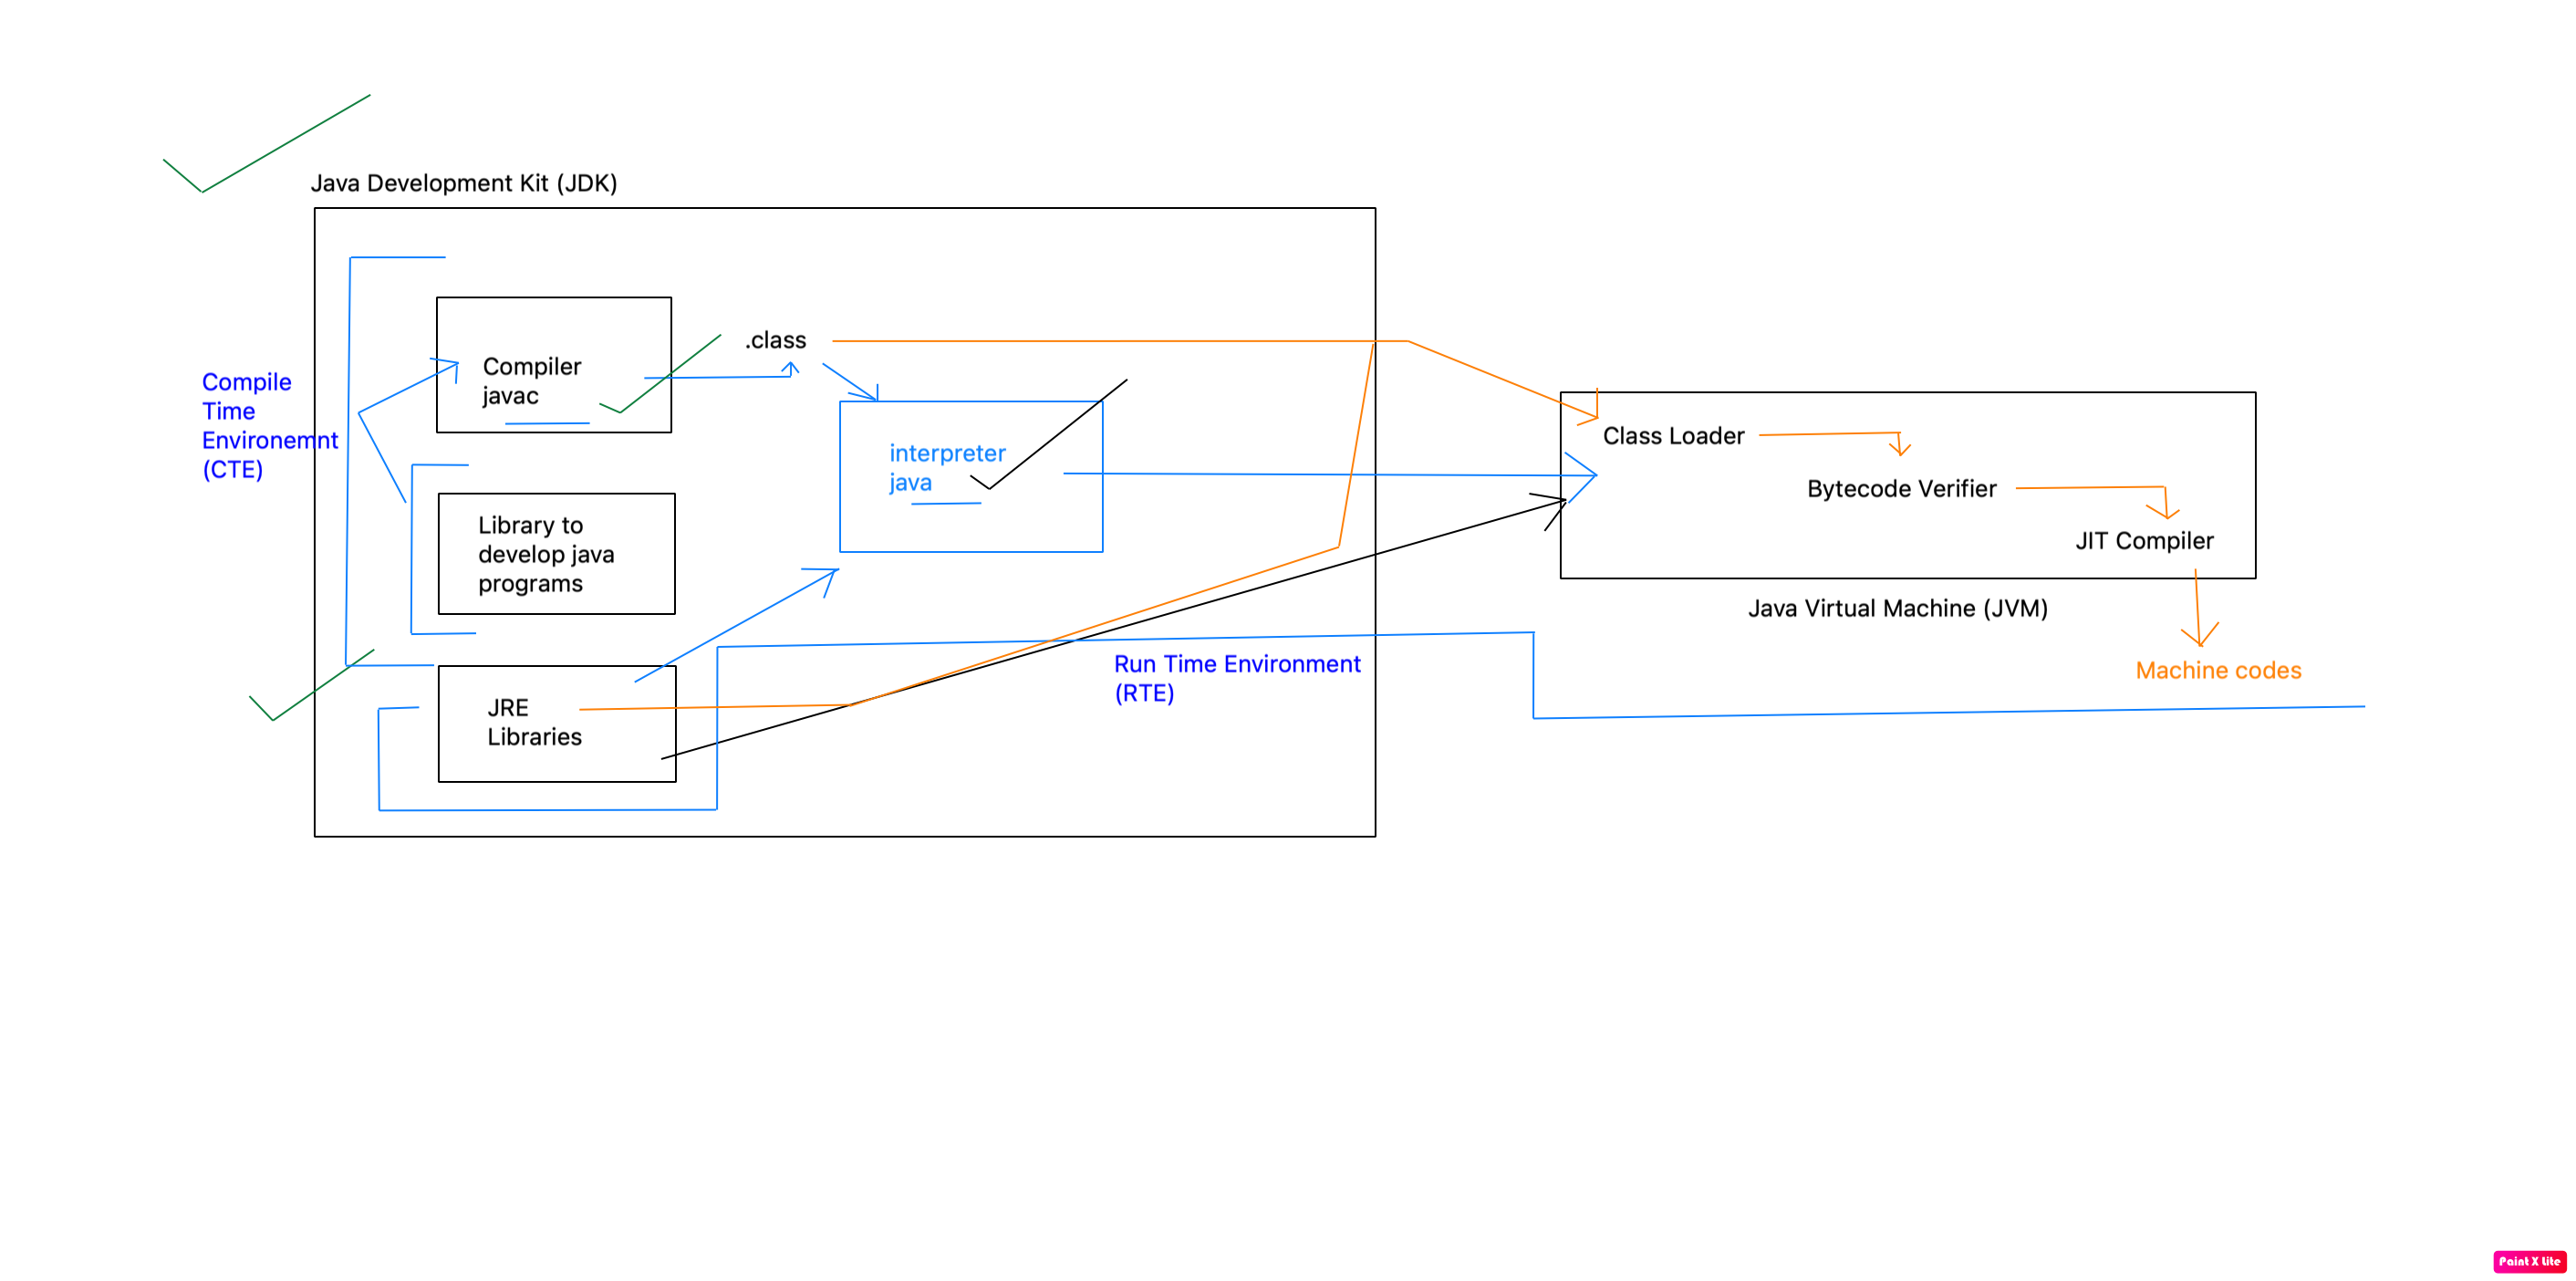 Java Development Kit (JDK)
Compiler
javac
.class
Compile
Time
Environemnt
(CTE)
interpreter
java
Library to
develop java
programs
JRE
Libraries
Run Time Environment
(RTE)
Class Loader
Bytecode Verifier
JIT Compiler
Java Virtual Machine (JVM)
Machine codes
Paint X Lite